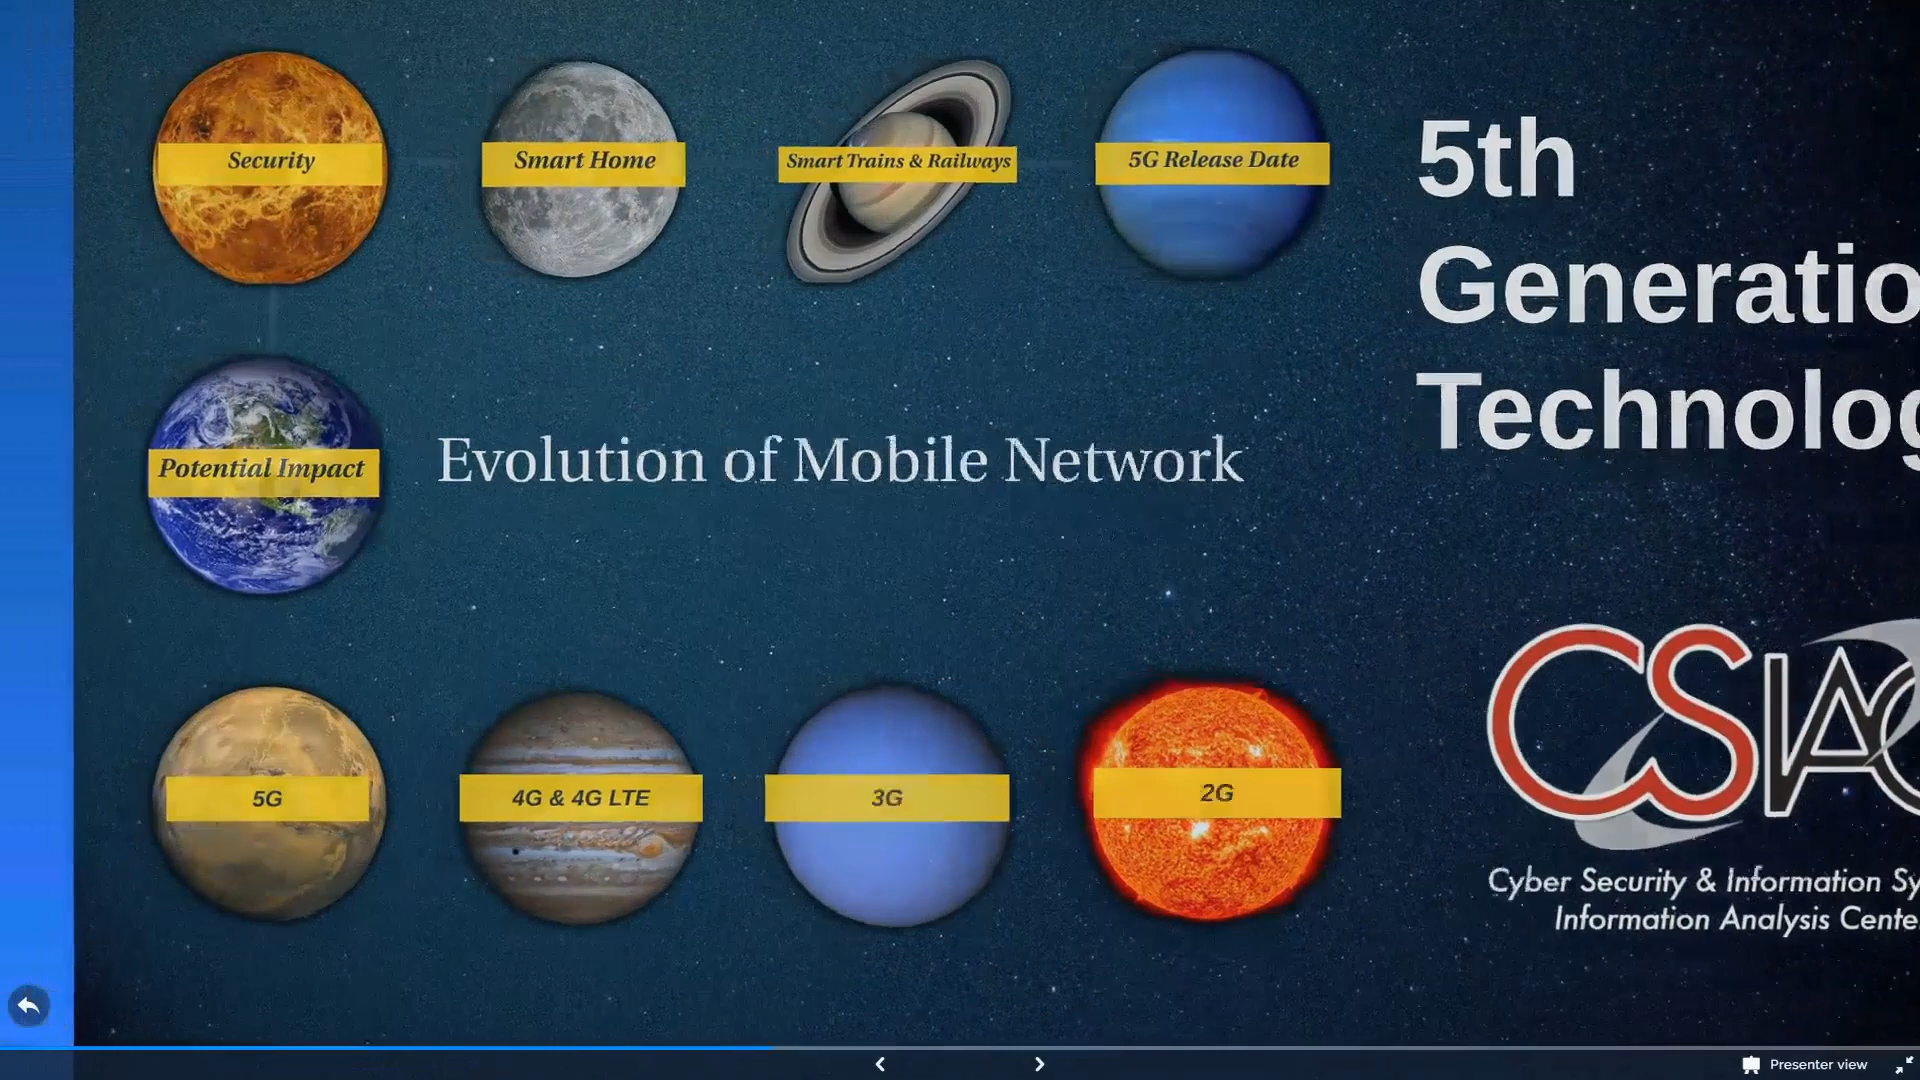 Security
Smart Home
Smart Trains & Railways
5G Release Date
5th
Generatio
Technolog
Potential Impact
Evolution of Mobile Network
5G
4G & 4G LTE
3G
2G
CSIAC
Cyber Security & Information Sy
Information Analysis Center
Presenter view